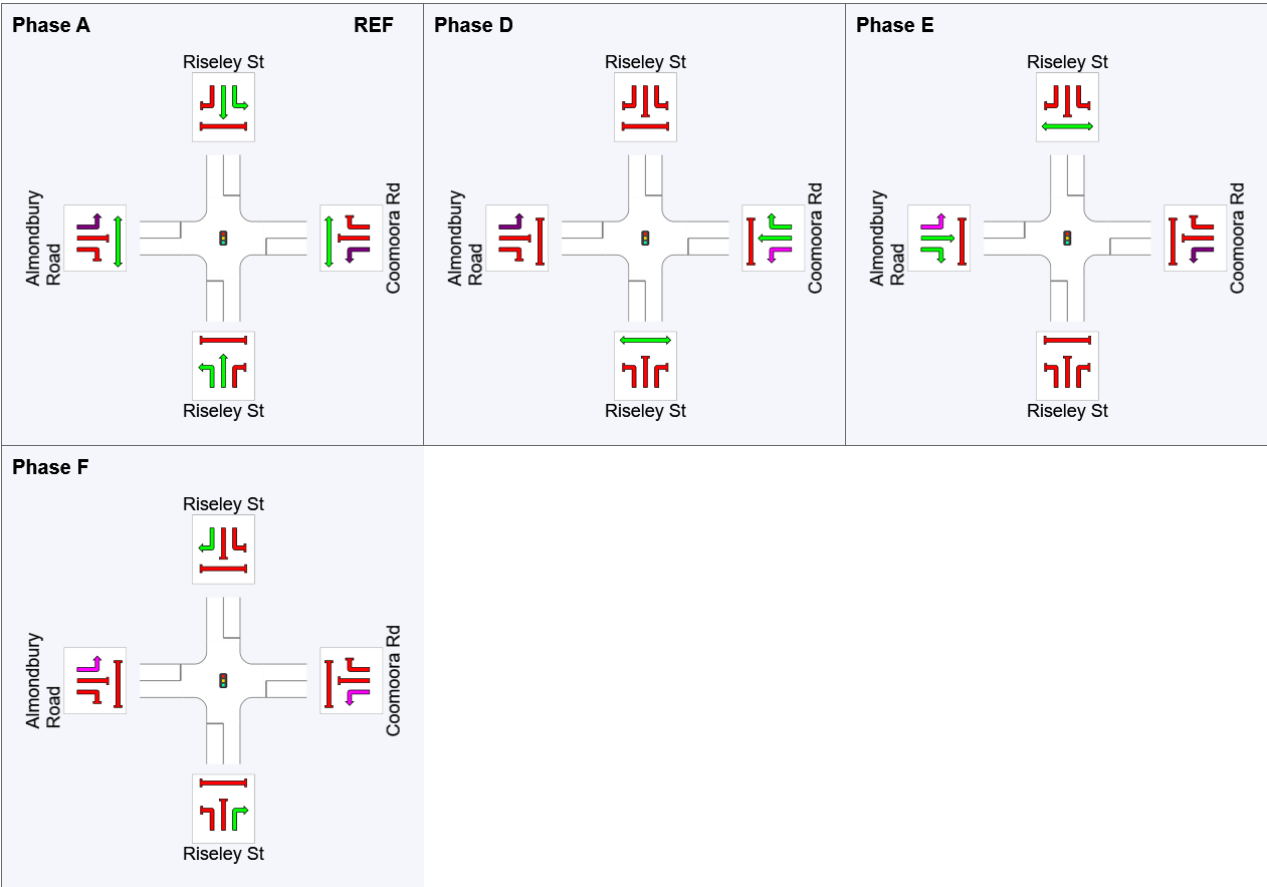 Phase A
REF
Riseley St
Almondbury
Road
Coomoora Rd
Riseley St
Phase D
Riseley St
Almondbury
Road
Coomoora Rd
Riseley St
Phase E
Riseley St
Almondbury
Road
Coomoora Rd
Riseley St
Phase F
Riseley St
Almondbury
Road
Coomoora Rd
Riseley St